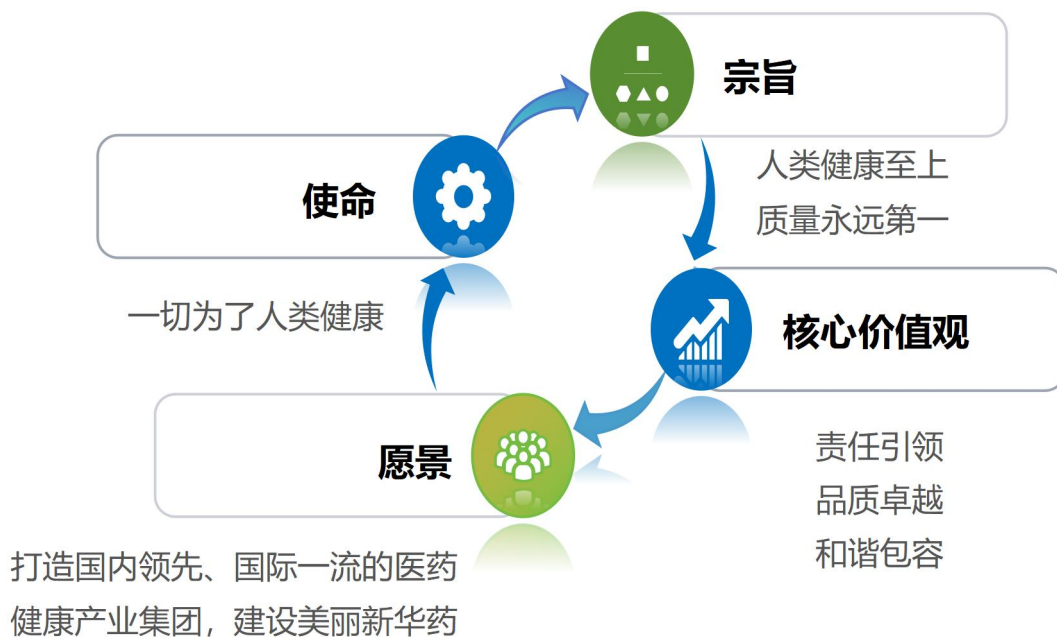 宗旨
人类健康至上
质量永远第一
使命
一切为了人类健康
核心价值观
责任引领
品质卓越
和谐包容
愿景
打造国内领先、国际一流的医药
健康产业集团，建设美丽新华药